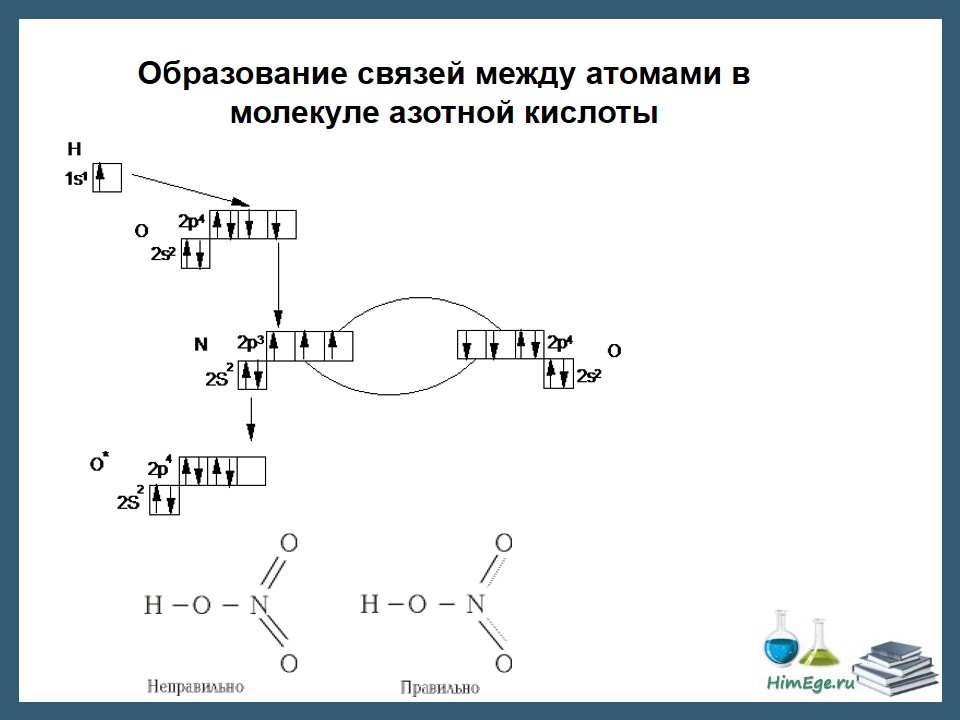 Образование связей между атомами в
молекуле азотной кислоты
H
1s¹
O
2p⁴
2s²
N
2p³
2S²
2p⁴
O
2s²
O*
2p⁴
2S²
O
H – O – N
O
Неправильно
O
H – O – N
O
Правильно
HimEge.ru